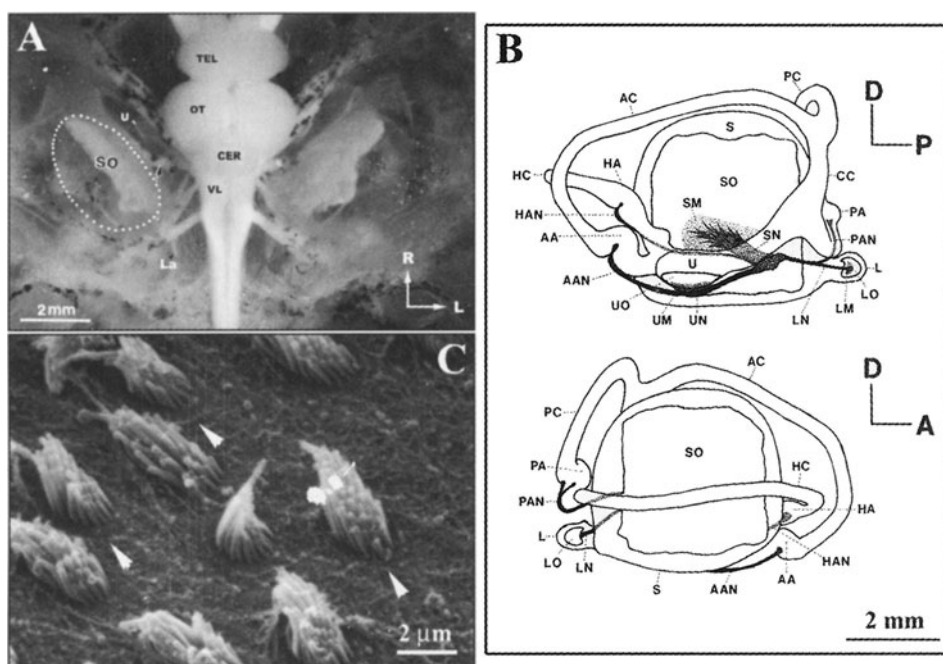 A
TEL
OT
U
SO
CER
VL
La
R
L
2mm
B
PC
AC
D
P
S
SO
HC
HA
CC
SM
PA
HAN
SN
AA
PAN
U
L
AAN
LO
UO
UM
UN
LN
LM
AC
D
A
PC
SO
PA
HC
PAN
HA
L
LO
LN
HAN
S
AAN
AA
2 mm
C
2 μm